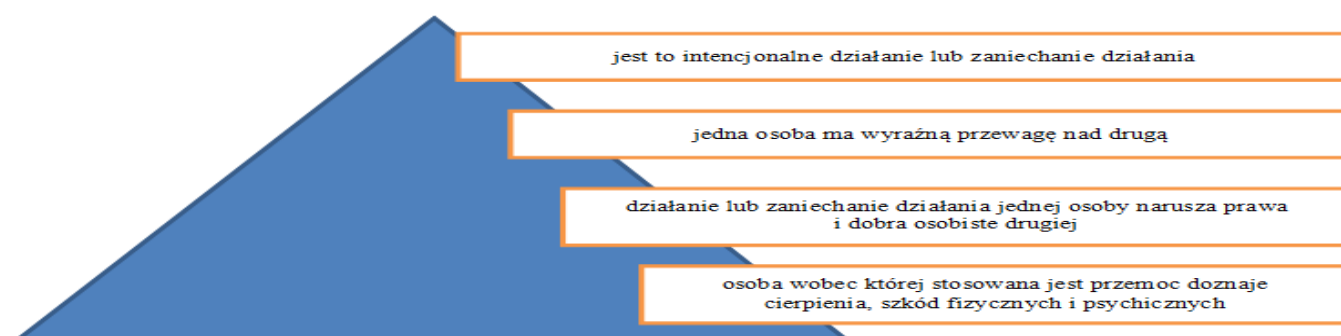 jest to intencjonalne działanie lub zaniechanie działania
jedna osoba ma wyraźną przewagę nad drugą
działanie lub zaniechanie działania jednej osoby narusza prawa
i dobra osobiste drugiej
osoba wobec której stosowana jest przemoc doznaje
cierpienia, szkód fizycznych i psychicznych